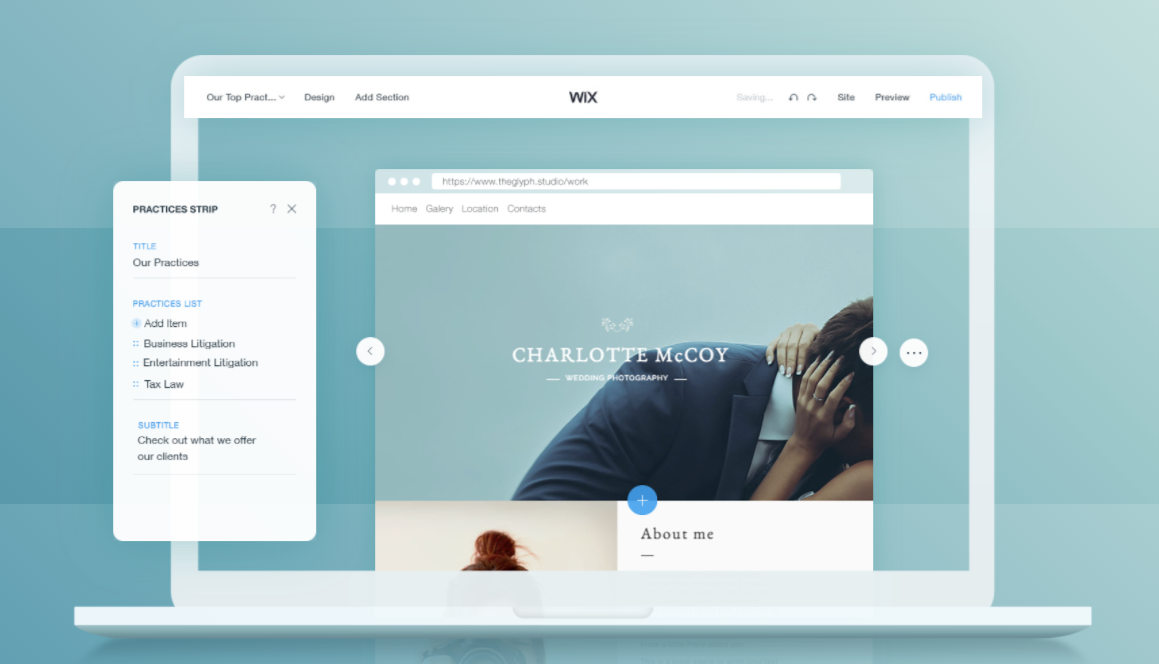 Our Top Pract...
Design
Add Section
WiX
Saving...
Site
Preview
Publish
PRACTICES STRIP
?
TITLE
Our Practices
PRACTICES LIST
Add Item
Business Litigation
Entertainment Litigation
Tax Law
SUBTITLE
Check out what we offer
our clients
https://www.theglyph.studio/work
Home Galery Location Contacts
CHARLOTTE McCOY
WEDDING PHOTOGRAPHY
About me